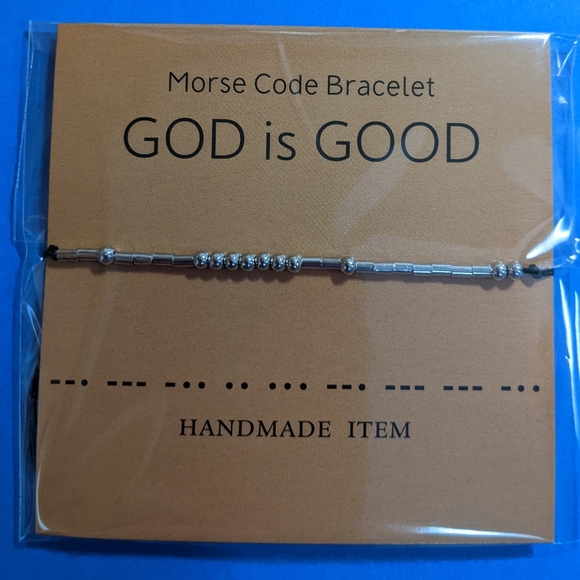 Morse Code Bracelet
GOD is GOOD
--. --- -.. .. ... --. --- --- -..
HANDMADE ITEM